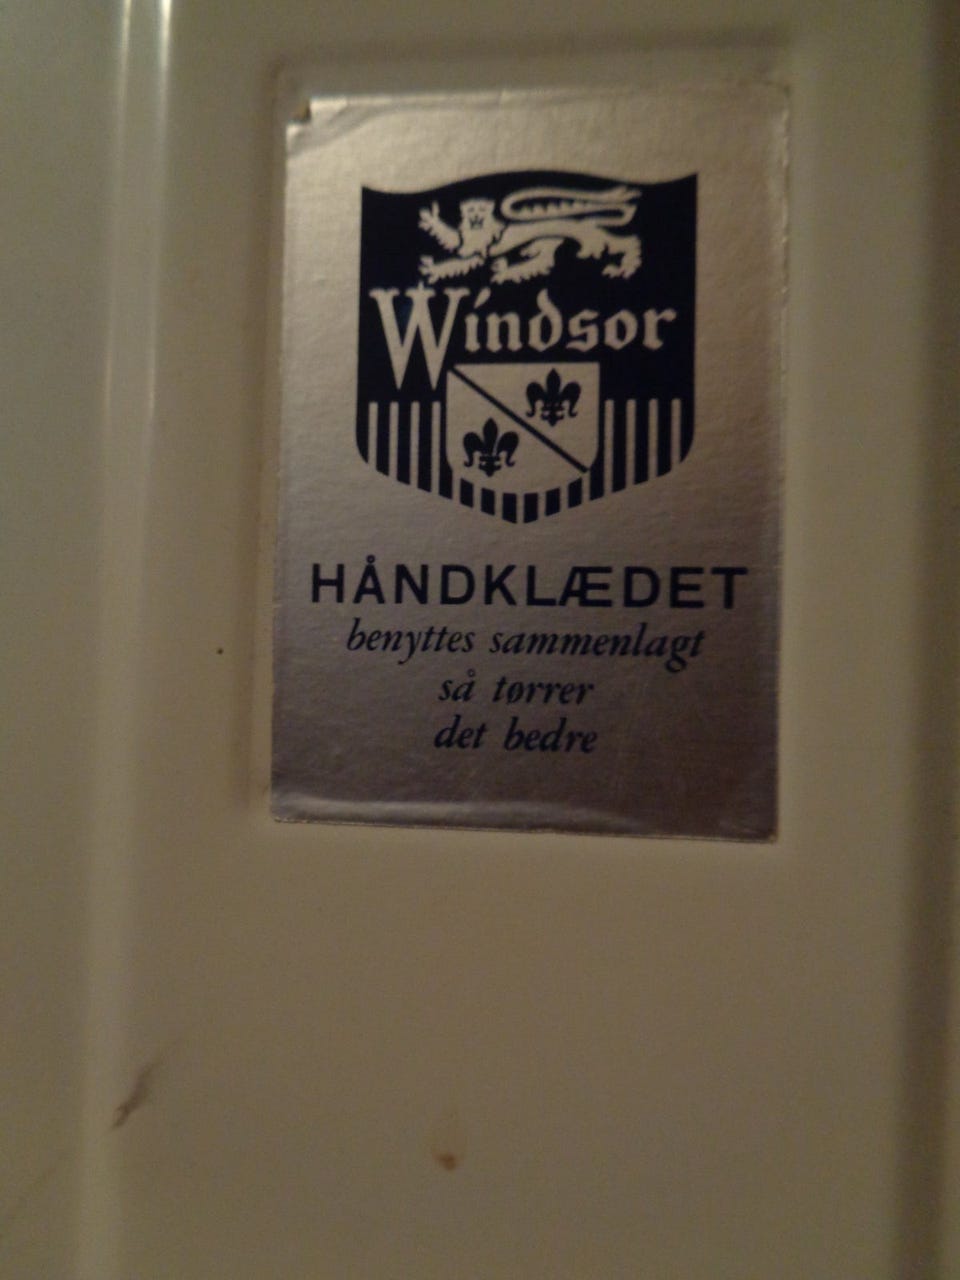 Windsor
HÅNDKLÆDET
benyttes sammenlagt
så tørrer
det bedre